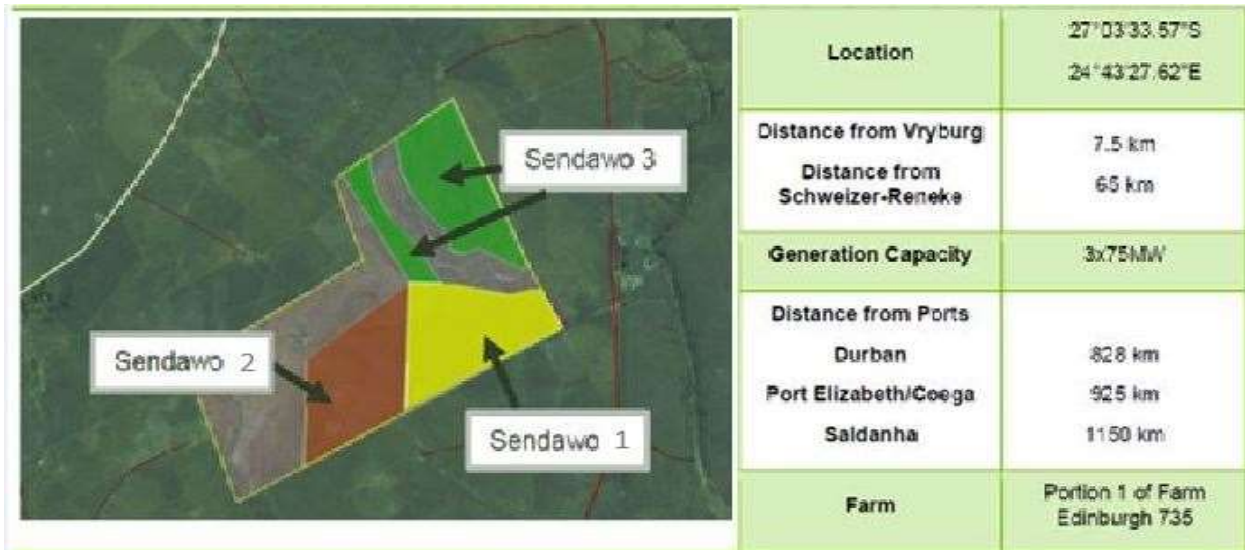 Sendawo 3
Sendawo 2
Sendawo 1
Location
27°03'33.57"S
24°43'27.62"E
Distance from Vryburg
7.5 km
Distance from
Schweizer-Reneke
65 km
Generation Capacity
3x75MW
Distance from Ports
Durban
828 km
Port Elizabeth/Coega
925 km
Saldanha
1150 km
Farm
Portion 1 of Farm
Edinburgh 735